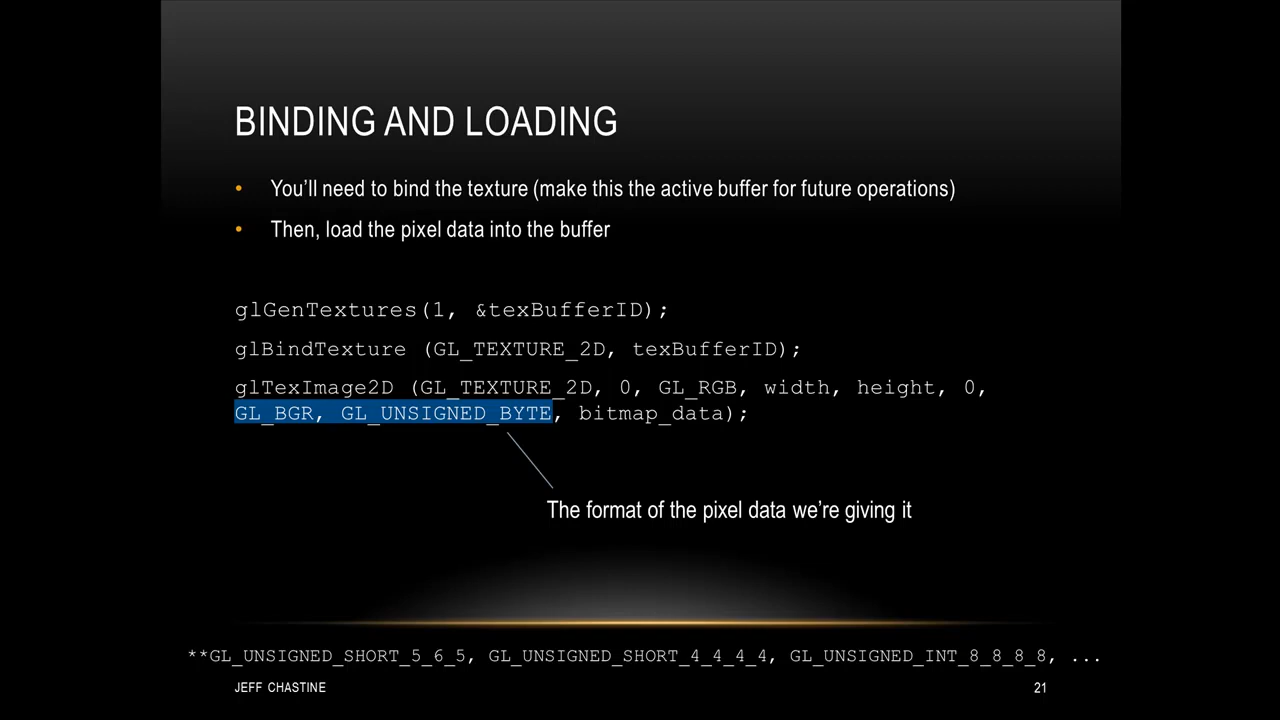 BINDING AND LOADING
• You'll need to bind the texture (make this the active buffer for future operations)
• Then, load the pixel data into the buffer
glGenTextures(1, &texBufferID);
glBindTexture (GL_TEXTURE_2D, texBufferID);
glTexImage2D (GL_TEXTURE_2D, 0, GL_RGB, width, height, 0,
GL_BGR, GL_UNSIGNED_BYTE, bitmap_data);
The format of the pixel data we're giving it
**GL_UNSIGNED_SHORT_5_6_5, GL_UNSIGNED_SHORT_4_4_4_4, GL_UNSIGNED_INT_8_8_8_8, ...
JEFF CHASTINE
21